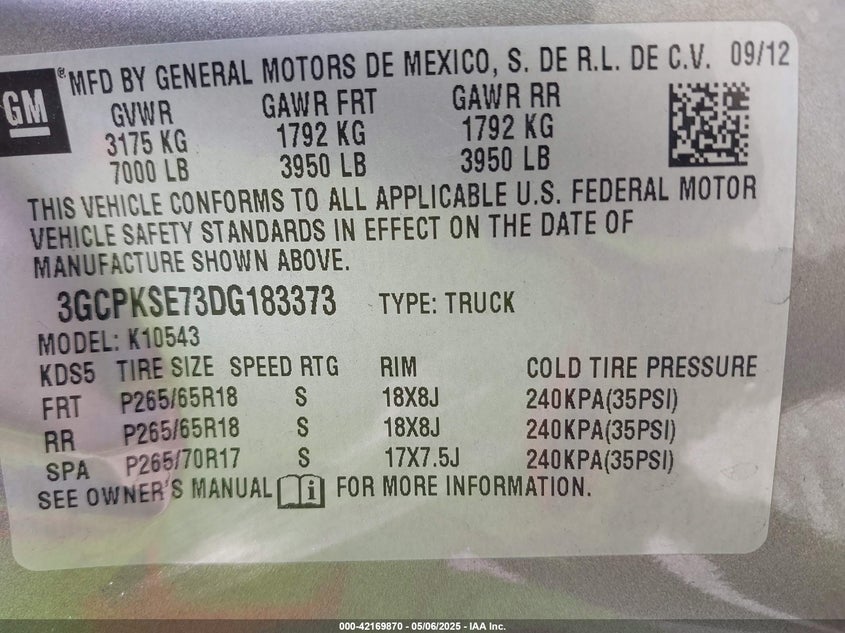 GM
® MFD BY GENERAL MOTORS DE MEXICO, S. DE R.L. DE C.V. 09/12
GVWR GAWR FRT GAWR RR
3175 KG 1792 KG 1792 KG
7000 LB 3950 LB 3950 LB
THIS VEHICLE CONFORMS TO ALL APPLICABLE U.S. FEDERAL MOTOR
VEHICLE SAFETY STANDARDS IN EFFECT ON THE DATE OF
MANUFACTURE SHOWN ABOVE.
3GCPKSE73DG183373 TYPE: TRUCK
MODEL: K10543
KDS5 TIRE SIZE SPEED RTG RIM COLD TIRE PRESSURE
FRT P265/65R18 S 18X8J 240KPA(35PSI)
RR P265/65R18 S 18X8J 240KPA(35PSI)
SPA P265/70R17 S 17X7.5J 240KPA(35PSI)
SEE OWNER'S MANUAL i FOR MORE INFORMATION.
000-42169870 - 05/06/2025 - IAA Inc.